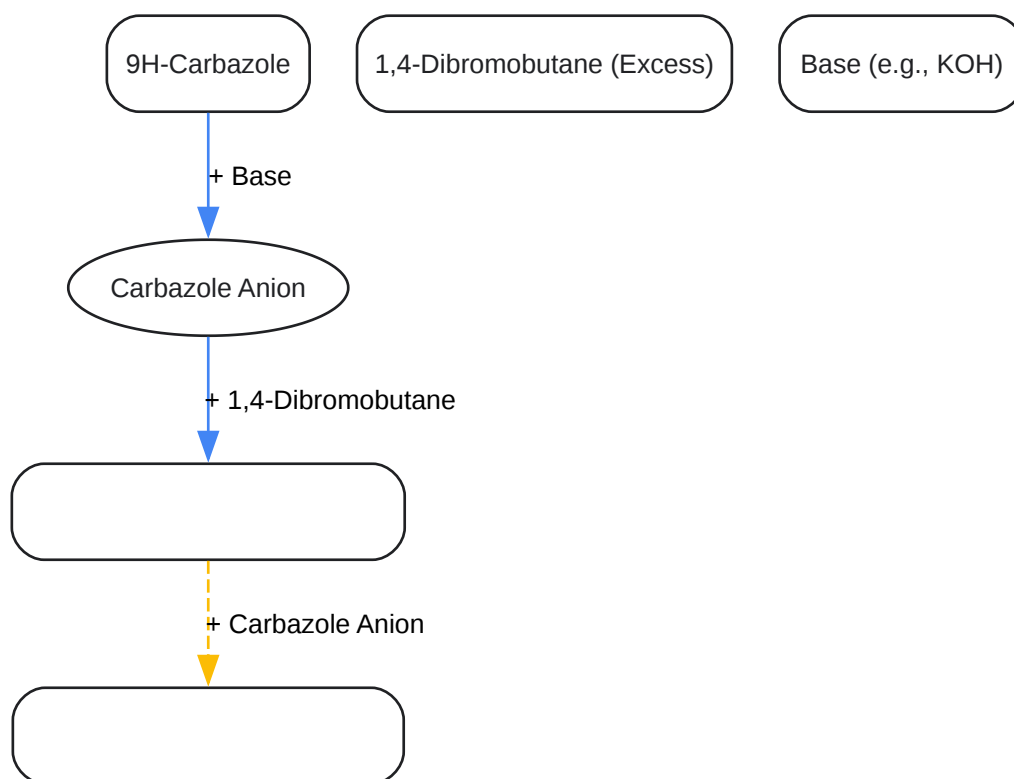 9H-Carbazole
1,4-Dibromobutane (Excess)
Base (e.g., KOH)
+ Base
Carbazole Anion
+ 1,4-Dibromobutane
+ Carbazole Anion